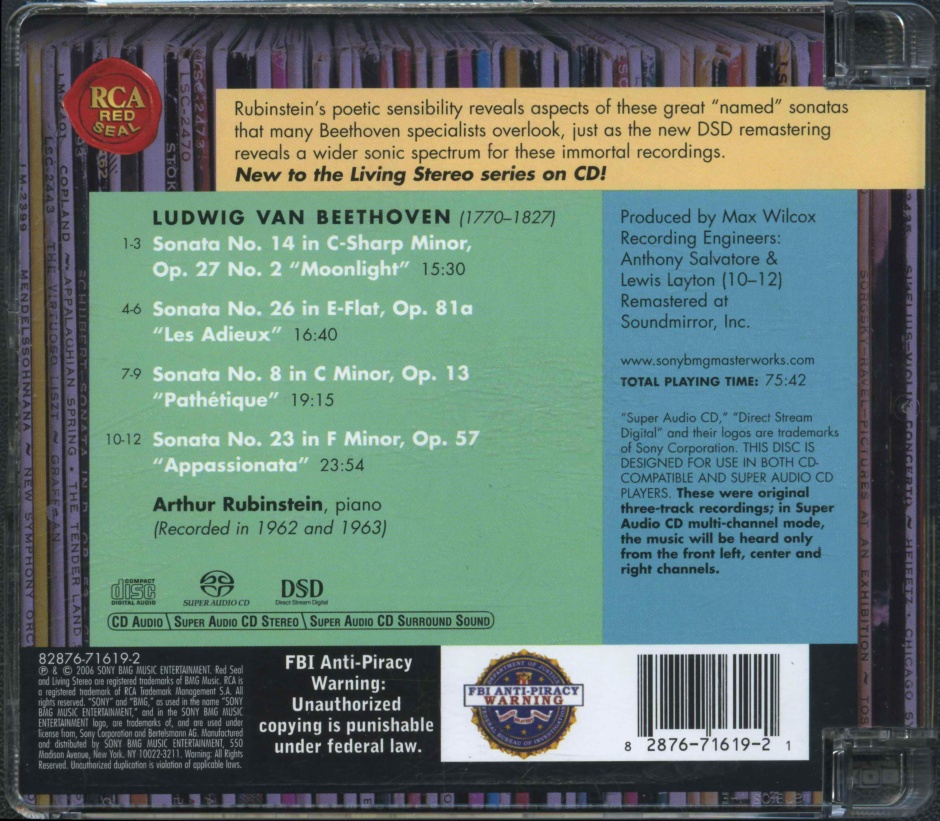 RCA
RED
SEAL
Rubinstein's poetic sensibility reveals aspects of these great "named" sonatas
that many Beethoven specialists overlook, just as the new DSD remastering
reveals a wider sonic spectrum for these immortal recordings.
New to the Living Stereo series on CD!
LUDWIG VAN BEETHOVEN (1770–1827)
1-3 Sonata No. 14 in C-Sharp Minor,
Op. 27 No. 2 "Moonlight" 15:30
4-6 Sonata No. 26 in E-Flat, Op. 81a
"Les Adieux" 16:40
7-9 Sonata No. 8 in C Minor, Op. 13
"Pathétique" 19:15
10-12 Sonata No. 23 in F Minor, Op. 57
"Appassionata" 23:54
Arthur Rubinstein, piano
(Recorded in 1962 and 1963)
COMPACT
disc
DIGITAL AUDIO
SUPER AUDIO CD
DSD
Direct Stream Digital
CD AUDIO \ SUPER AUDIO CD STEREO \ SUPER AUDIO CD SURROUND SOUND
Produced by Max Wilcox
Recording Engineers:
Anthony Salvatore &
Lewis Layton (10–12)
Remastered at
Soundmirror, Inc.
www.sonybmgmasterworks.com
TOTAL PLAYING TIME: 75:42
"Super Audio CD," "Direct Stream
Digital" and their logos are trademarks
of Sony Corporation. THIS DISC IS
DESIGNED FOR USE IN BOTH CD-
COMPATIBLE AND SUPER AUDIO CD
PLAYERS. These were original
three-track recordings; in Super
Audio CD multi-channel mode,
the music will be heard only
from the front left, center and
right channels.
82876-71619-2
℗ & © 2006 SONY BMG MUSIC ENTERTAINMENT. Red Seal
and Living Stereo are registered trademarks of BMG Music. RCA is
a registered trademark of RCA Trademark Management S.A. All
rights reserved. "SONY" and "BMG," as used in the name "SONY
BMG MUSIC ENTERTAINMENT," and in the SONY BMG MUSIC
ENTERTAINMENT logo, are trademarks of, and are used under
license from, Sony Corporation and Bertelsmann AG. Manufactured
and distributed by SONY BMG MUSIC ENTERTAINMENT, 550
Madison Avenue, New York, NY 10022-3211. Warning: All Rights
Reserved. Unauthorized duplication is violation of applicable laws.
FBI Anti-Piracy
Warning:
Unauthorized
copying is punishable
under federal law.
FBI ANTI-PIRACY
WARNING
8 2876-71619-2 1
LM-2399 MENDELSSOHNIANA ~ NEW SYMPHONY ORC
LSC-2443 THE VIRTUOSO LISZT ~ GRAFFMAN
COPLAND ~ APPALACHIAN SPRING • THE TENDER LAND
LSC-2470
LSC-2473
SIBELIUS—VIOLIN CONCERTO ~ HEIFETZ • CHICAGO S
RAVEL—PICTURES AT AN EXHIBITION ~ TOS